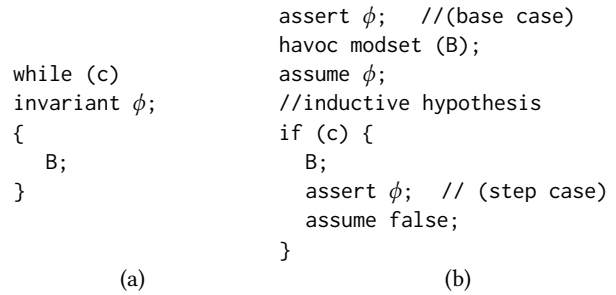 while (c)
invariant ϕ;
{
B;
}
(a)
assert ϕ; //(base case)
havoc modset (B);
assume ϕ;
//inductive hypothesis
if (c) {
B;
assert ϕ; // (step case)
assume false;
}
(b)